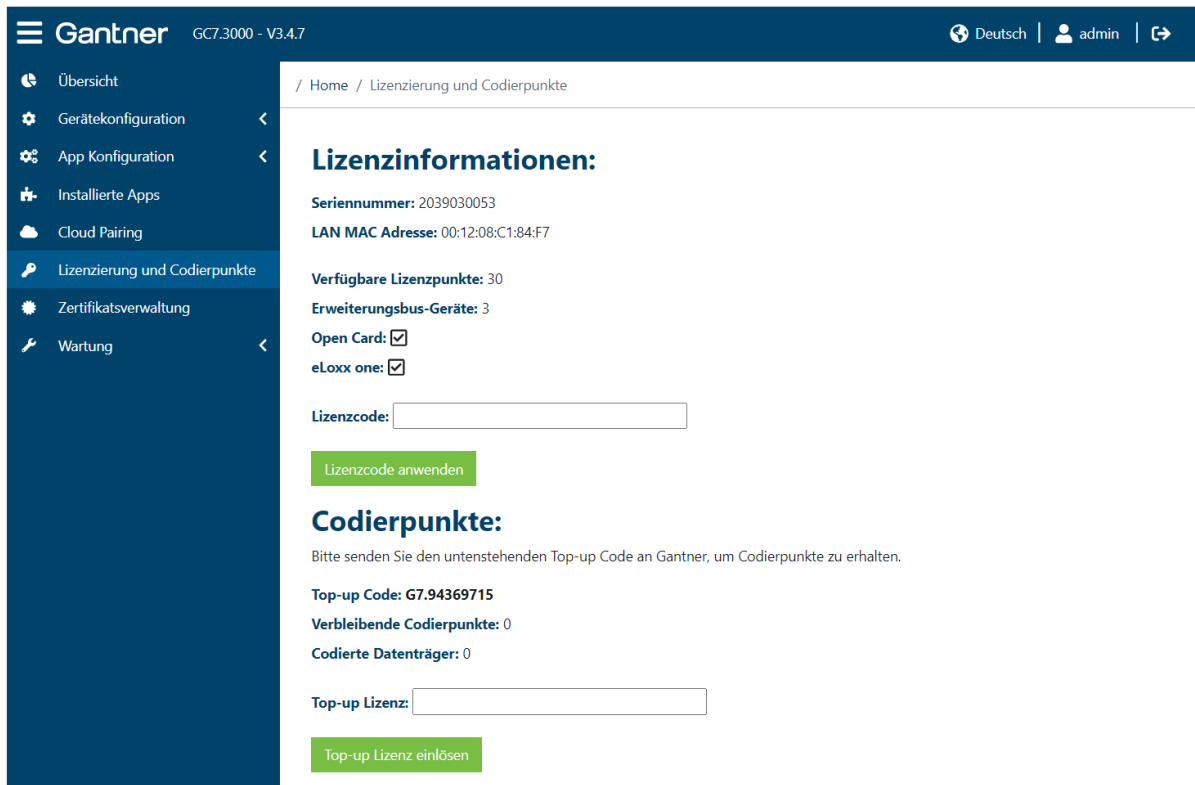 Gantner GC7.3000 - V3.4.7 Deutsch admin
Übersicht
Gerätekonfiguration
App Konfiguration
Installierte Apps
Cloud Pairing
Lizenzierung und Codierpunkte
Zertifikatsverwaltung
Wartung
/ Home / Lizenzierung und Codierpunkte
Lizenzinformationen:
Seriennummer: 2039030053
LAN MAC Adresse: 00:12:08:C1:84:F7
Verfügbare Lizenzpunkte: 30
Erweiterungsbus-Geräte: 3
Open Card:
eLoxx one:
Lizenzcode:
Lizenzcode anwenden
Codierpunkte:
Bitte senden Sie den untenstehenden Top-up Code an Gantner, um Codierpunkte zu erhalten.
Top-up Code: G7.94369715
Verbleibende Codierpunkte: 0
Codierte Datenträger: 0
Top-up Lizenz:
Top-up Lizenz einlösen